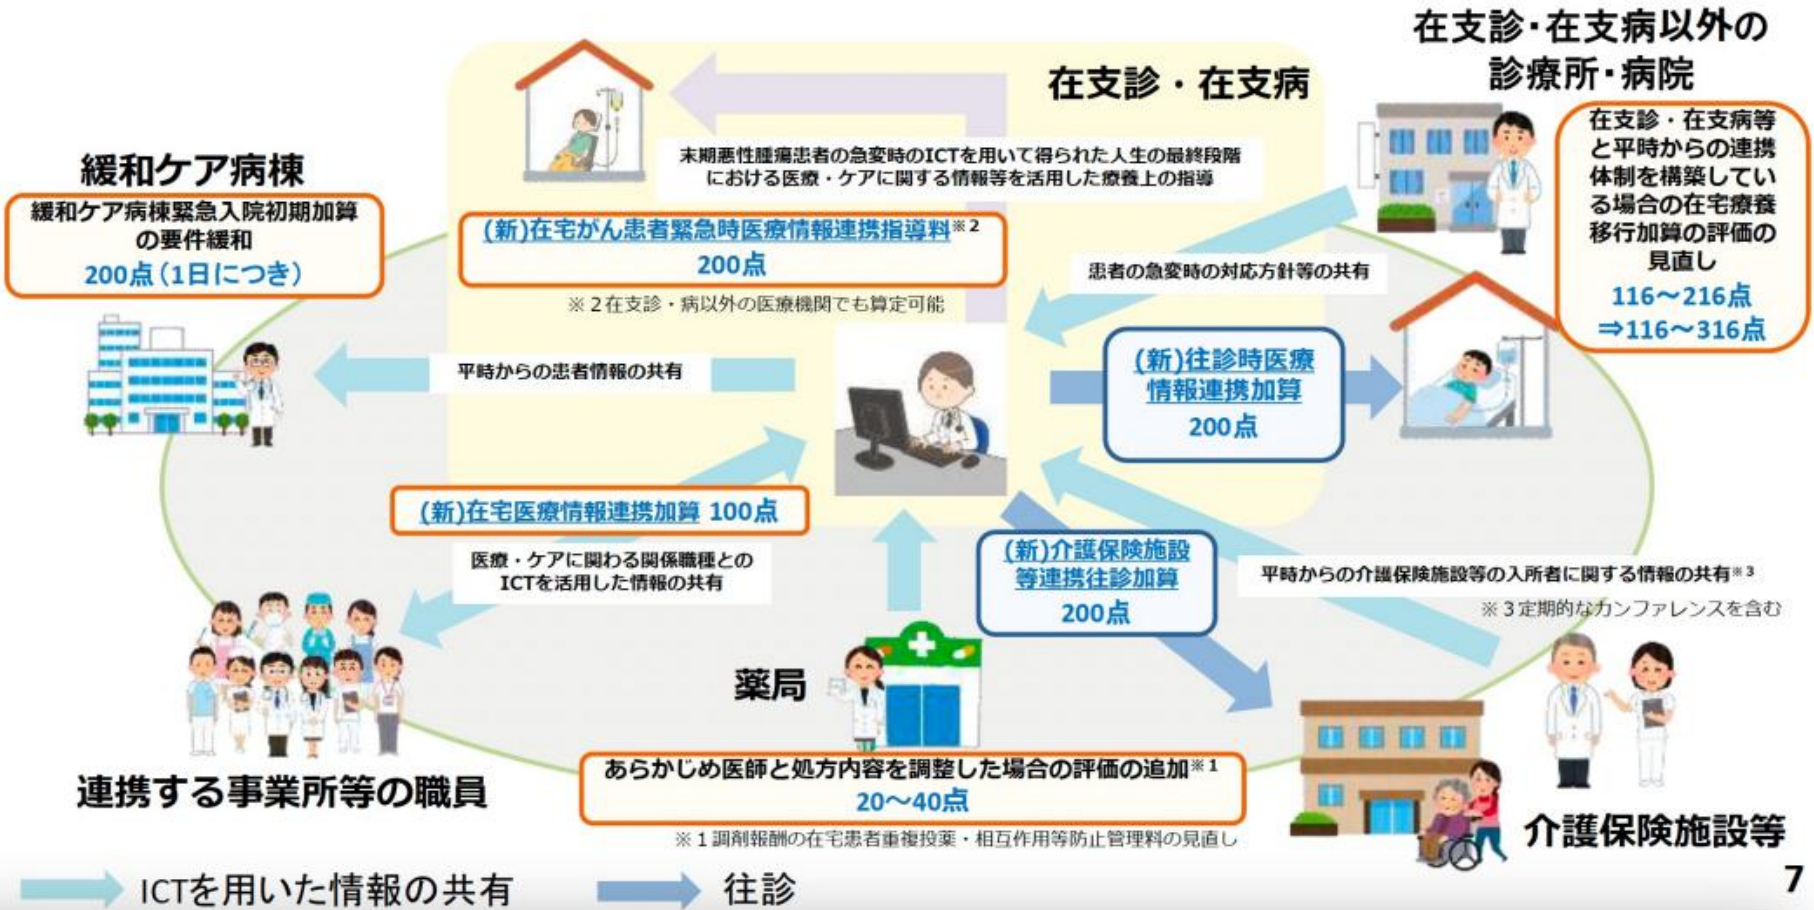 在支診・在支病以外の
診療所・病院
在支診・在支病
在支診・在支病等
と平時からの連携
体制を構築してい
る場合の在宅療養
移行加算の評価の
見直し
116～216点
⇒116～316点
末期悪性腫瘍患者の急変時のICTを用いて得られた人生の最終段階
における医療・ケアに関する情報等を活用した療養上の指導
緩和ケア病棟
緩和ケア病棟緊急入院初期加算
の要件緩和
200点(1日につき)
(新)在宅がん患者緊急時医療情報連携指導料※2
200点
※2在支診・病以外の医療機関でも算定可能
患者の急変時の対応方針等の共有
平時からの患者情報の共有
(新)往診時医療
情報連携加算
200点
(新)在宅医療情報連携加算 100点
医療・ケアに関わる関係職種との
ICTを活用した情報の共有
(新)介護保険施設
等連携往診加算
200点
平時からの介護保険施設等の入所者に関する情報の共有※3
※3定期的なカンファレンスを含む
薬局
あらかじめ医師と処方内容を調整した場合の評価の追加※1
20～40点
※1調剤報酬の在宅患者重複投薬・相互作用等防止管理料の見直し
連携する事業所等の職員
介護保険施設等
ICTを用いた情報の共有
往診
7